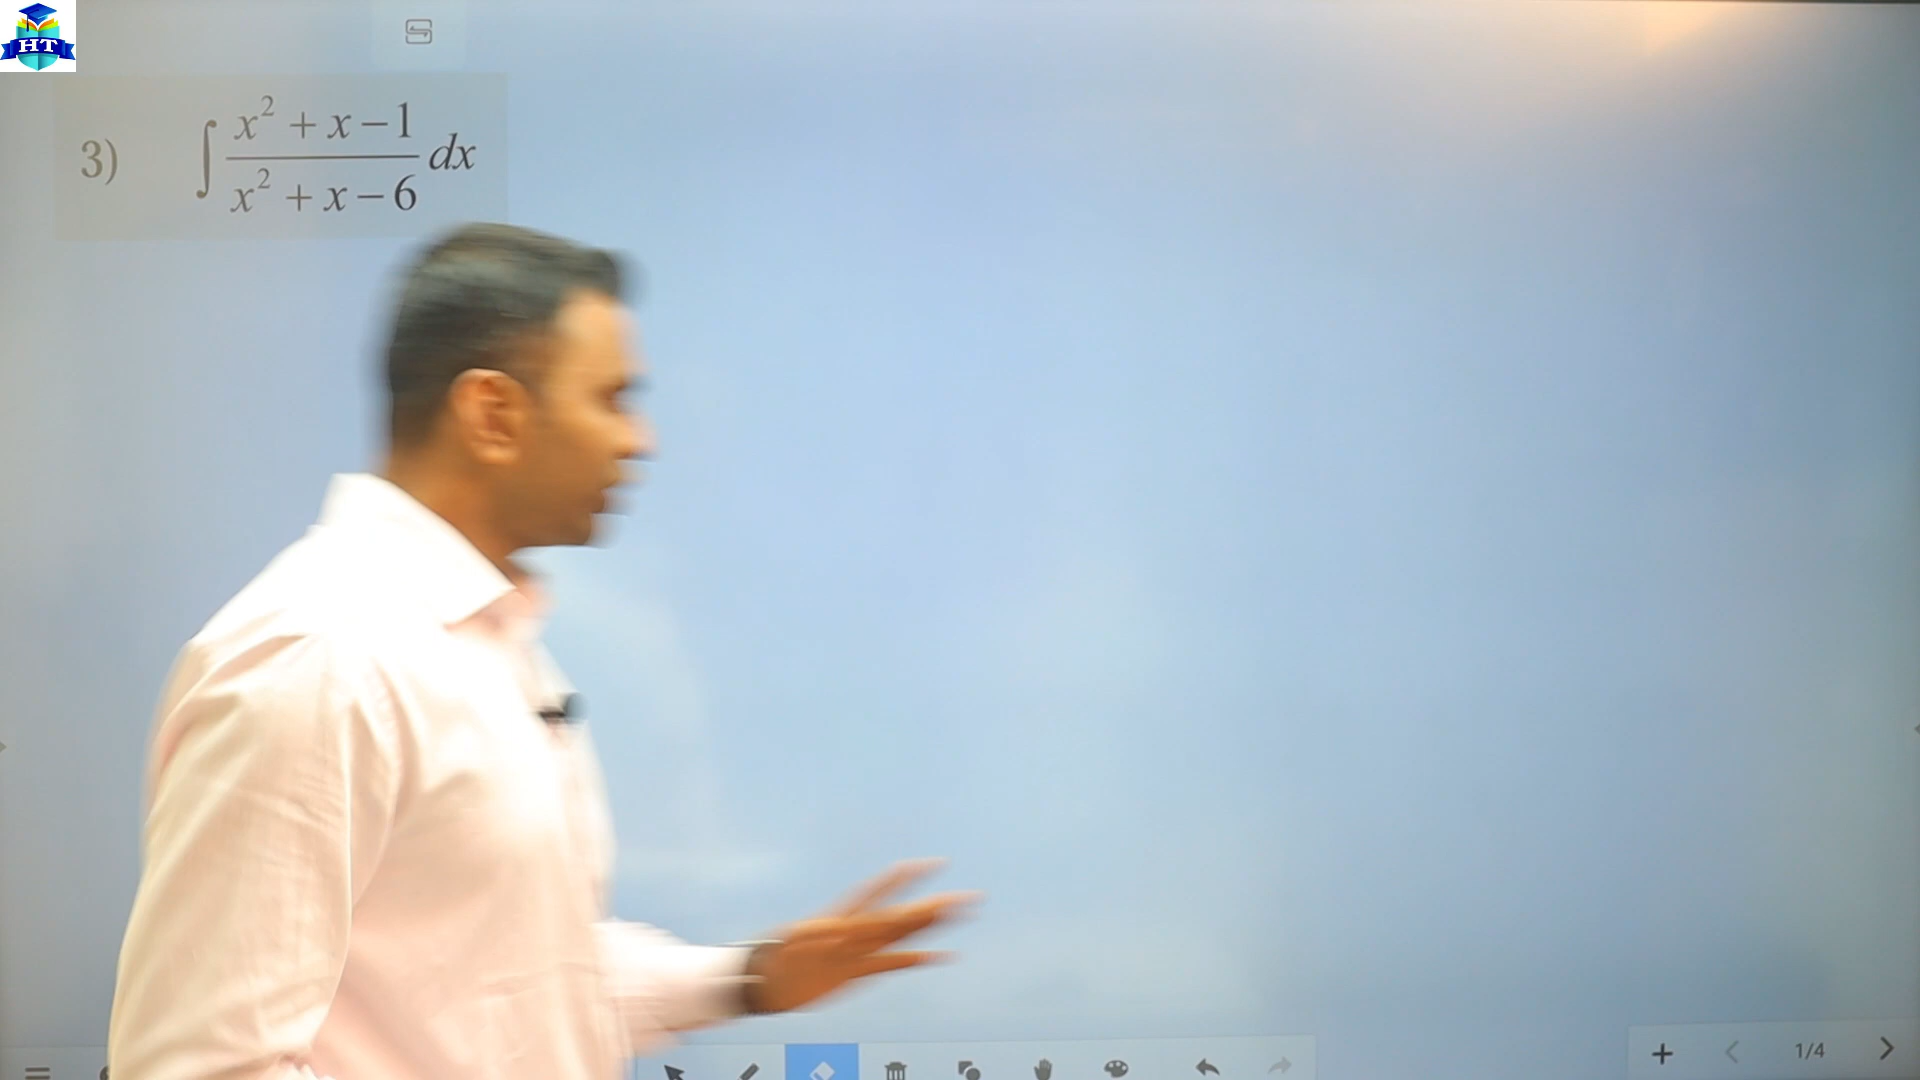 HT
3) ∫ (x² + x − 1)/(x² + x − 6) dx
1/4